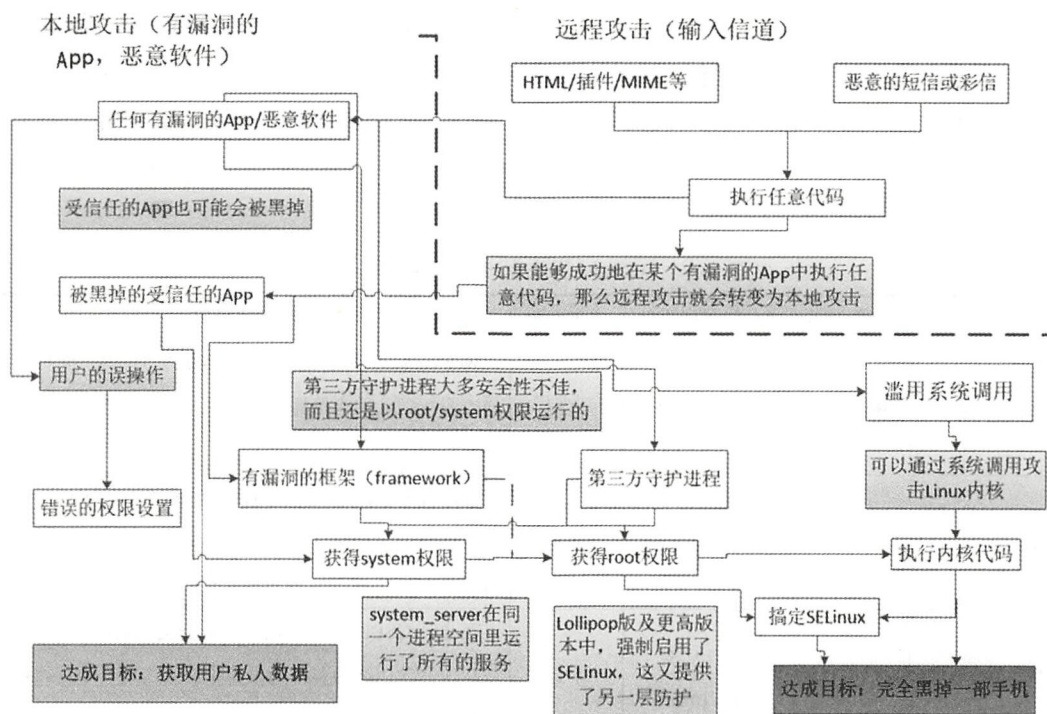 本地攻击（有漏洞的
App，恶意软件）
远程攻击（输入信道）
HTML/插件/MIME等
恶意的短信或彩信
任何有漏洞的App/恶意软件
执行任意代码
受信任的App也可能会被黑掉
如果能够成功地在某个有漏洞的App中执行任
意代码，那么远程攻击就会转变为本地攻击
被黑掉的受信任的App
用户的误操作
第三方守护进程大多安全性不佳，
而且还是以root/system权限运行的
滥用系统调用
有漏洞的框架（framework）
第三方守护进程
可以通过系统调用攻
击Linux内核
错误的权限设置
获得system权限
获得root权限
执行内核代码
system_server在同
一个进程空间里运
行了所有的服务
Lollipop版及更高版
本中，强制启用了
SELinux，这又提供
了另一层防护
搞定SELinux
达成目标：获取用户私人数据
达成目标：完全黑掉一部手机